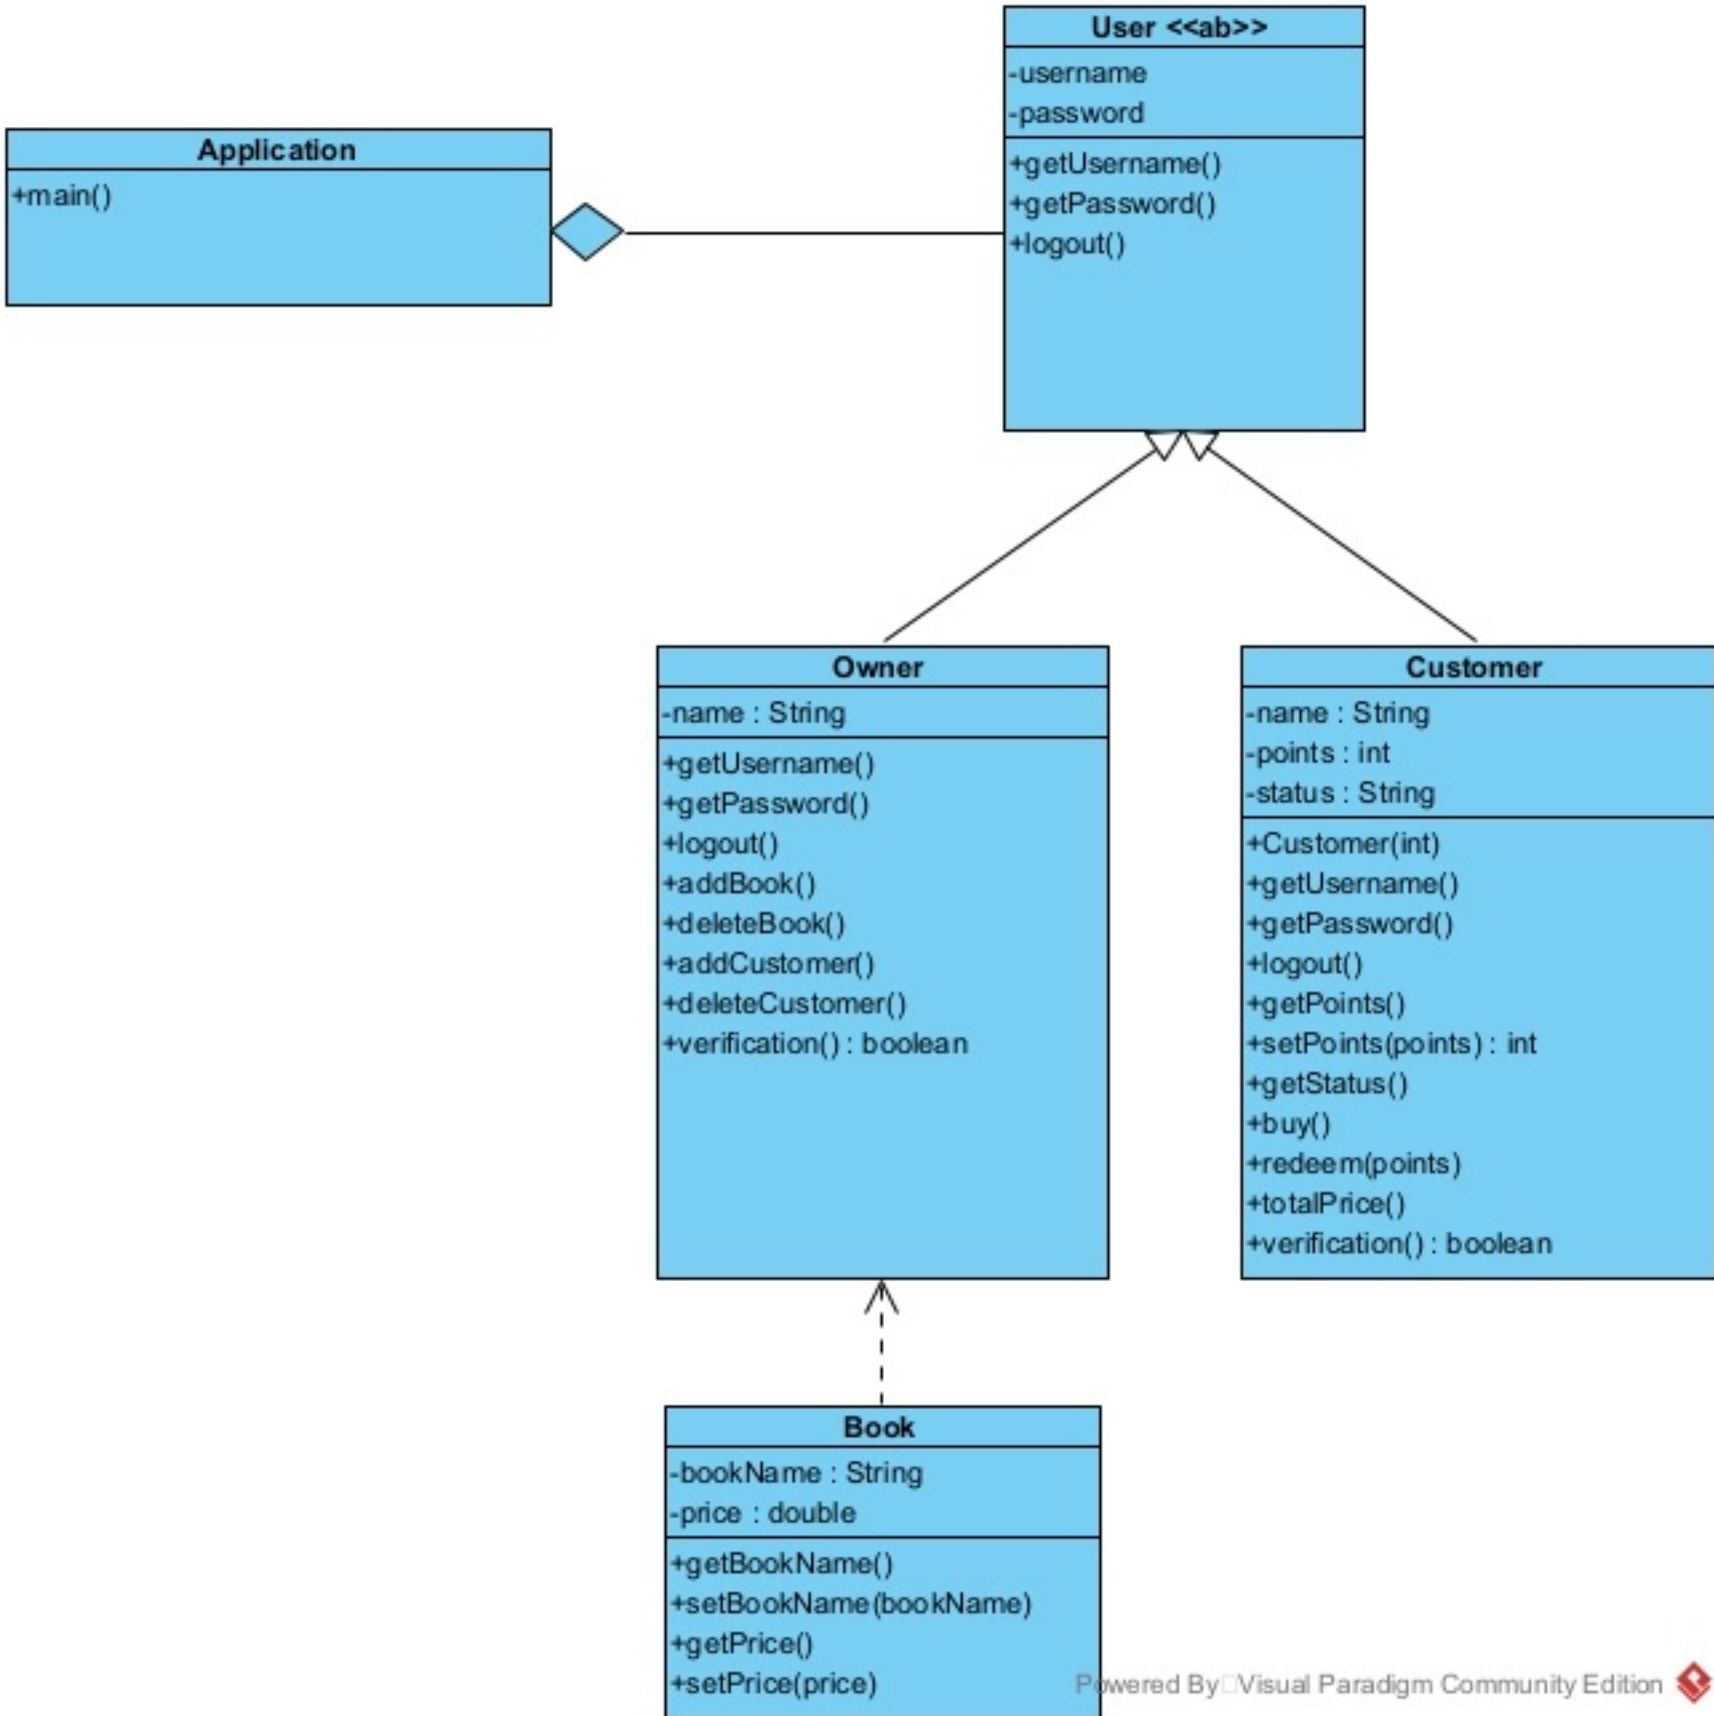 User <<ab>>
-username
-password
+getUsername()
+getPassword()
+logout()
Application
+main()
Owner
-name : String
+getUsername()
+getPassword()
+logout()
+addBook()
+deleteBook()
+addCustomer()
+deleteCustomer()
+verification() : boolean
Customer
-name : String
-points : int
-status : String
+Customer(int)
+getUsername()
+getPassword()
+logout()
+getPoints()
+setPoints(points) : int
+getStatus()
+buy()
+redeem(points)
+totalPrice()
+verification() : boolean
Book
-bookName : String
-price : double
+getBookName()
+setBookName(bookName)
+getPrice()
+setPrice(price)
Powered By Visual Paradigm Community Edition